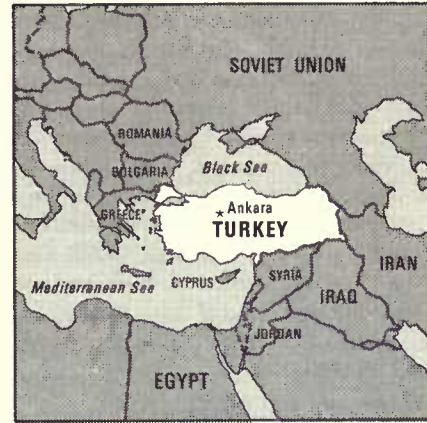 SOVIET UNION
ROMANIA
Black Sea
BULGARIA
GREECE
Ankara
TURKEY
IRAN
CYPRUS
SYRIA
Mediterranean Sea
IRAQ
JORDAN
EGYPT